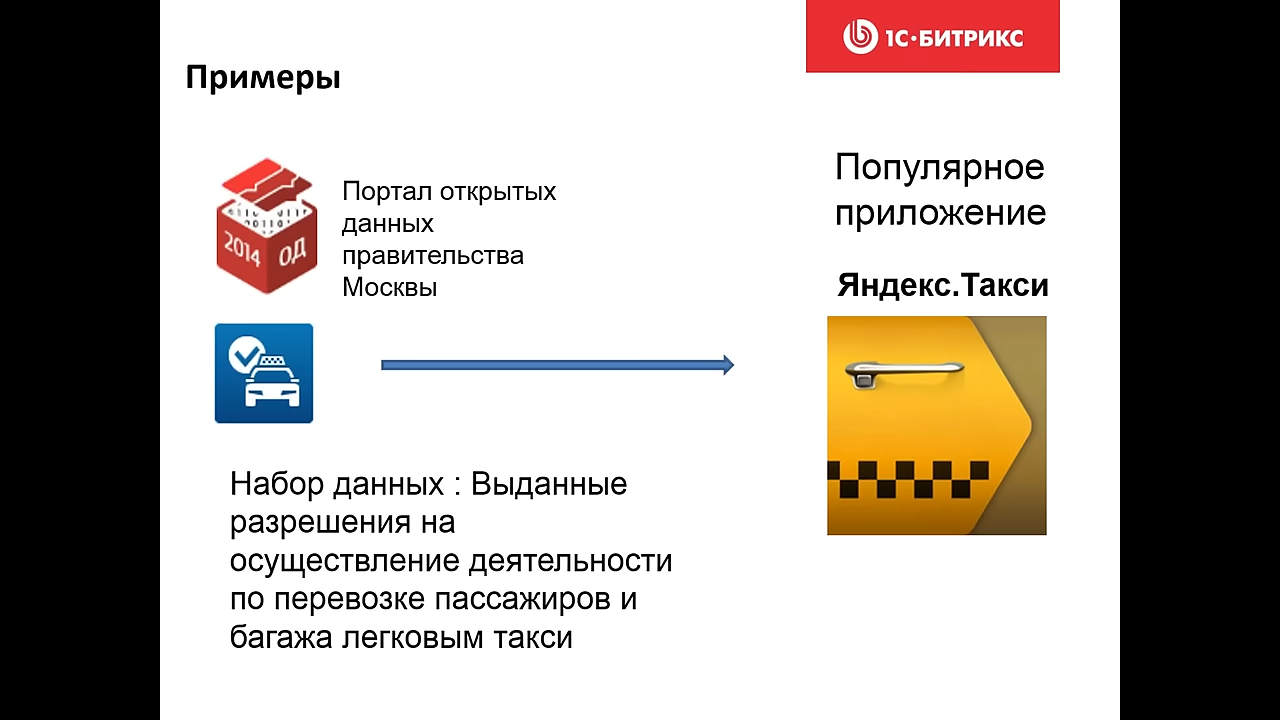 1С-БИТРИКС
Примеры
Портал открытых
данных
правительства
Москвы
2014 ОД
Популярное
приложение
Яндекс.Такси
Набор данных : Выданные
разрешения на
осуществление деятельности
по перевозке пассажиров и
багажа легковым такси